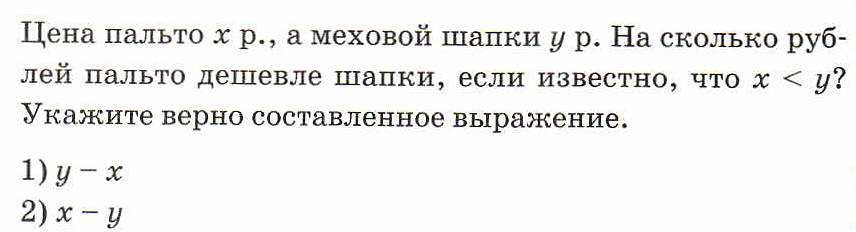 Цена пальто x р., а меховой шапки y р. На сколько руб-
лей пальто дешевле шапки, если известно, что x < y?
Укажите верно составленное выражение.
1) y – x
2) x – y